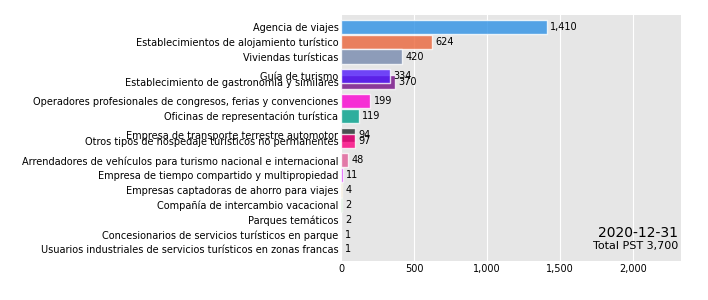 Agencia de viajes 1,410
Establecimientos de alojamiento turístico 624
Viviendas turísticas 420
Guía de turismo 334
Establecimiento de gastronomía y similares 370
Operadores profesionales de congresos, ferias y convenciones 199
Oficinas de representación turística 119
Empresa de transporte terrestre automotor 94
Otros tipos de hospedaje turísticos no permanentes 97
Arrendadores de vehículos para turismo nacional e internacional 48
Empresa de tiempo compartido y multipropiedad 11
Empresas captadoras de ahorro para viajes 4
Compañía de intercambio vacacional 2
Parques temáticos 2
Concesionarios de servicios turísticos en parque 1
Usuarios industriales de servicios turísticos en zonas francas 1
2020-12-31
Total PST 3,700
0 500 1,000 1,500 2,000